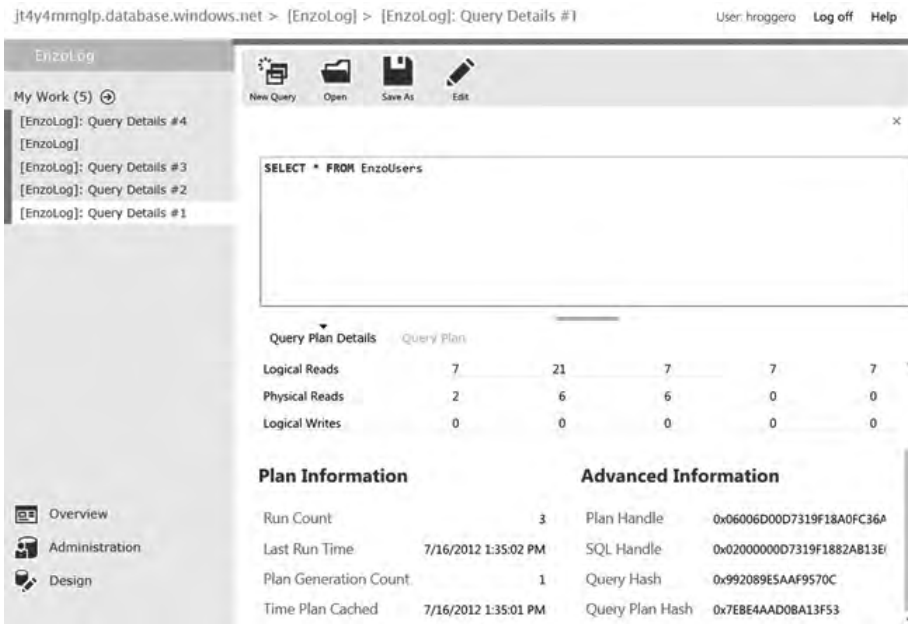 jt4y4mmglp.database.windows.net > [EnzoLog] > [EnzoLog]: Query Details #1
User: hroggero Log off Help
EnzoLog
New Query Open Save As Edit
My Work (5)
[EnzoLog]: Query Details #4
[EnzoLog]
[EnzoLog]: Query Details #3
[EnzoLog]: Query Details #2
[EnzoLog]: Query Details #1
SELECT * FROM EnzoUsers
Query Plan Details Query Plan
Logical Reads 7 21 7 7 7
Physical Reads 2 6 6 0 0
Logical Writes 0 0 0 0 0
Plan Information
Run Count 3
Last Run Time 7/16/2012 1:35:02 PM
Plan Generation Count 1
Time Plan Cached 7/16/2012 1:35:01 PM
Advanced Information
Plan Handle 0x06006D00D7319F18A0FC36A
SQL Handle 0x02000000D7319F1882AB13E
Query Hash 0x992089E5AAF9570C
Query Plan Hash 0x7EBE4AAD0BA13F53
Overview
Administration
Design